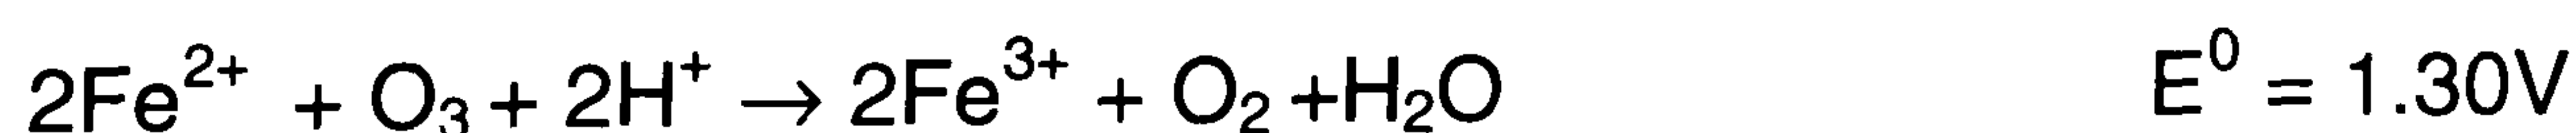 2Fe²⁺ + O₃ + 2H⁺ → 2Fe³⁺ + O₂ +H₂O E⁰ = 1.30V